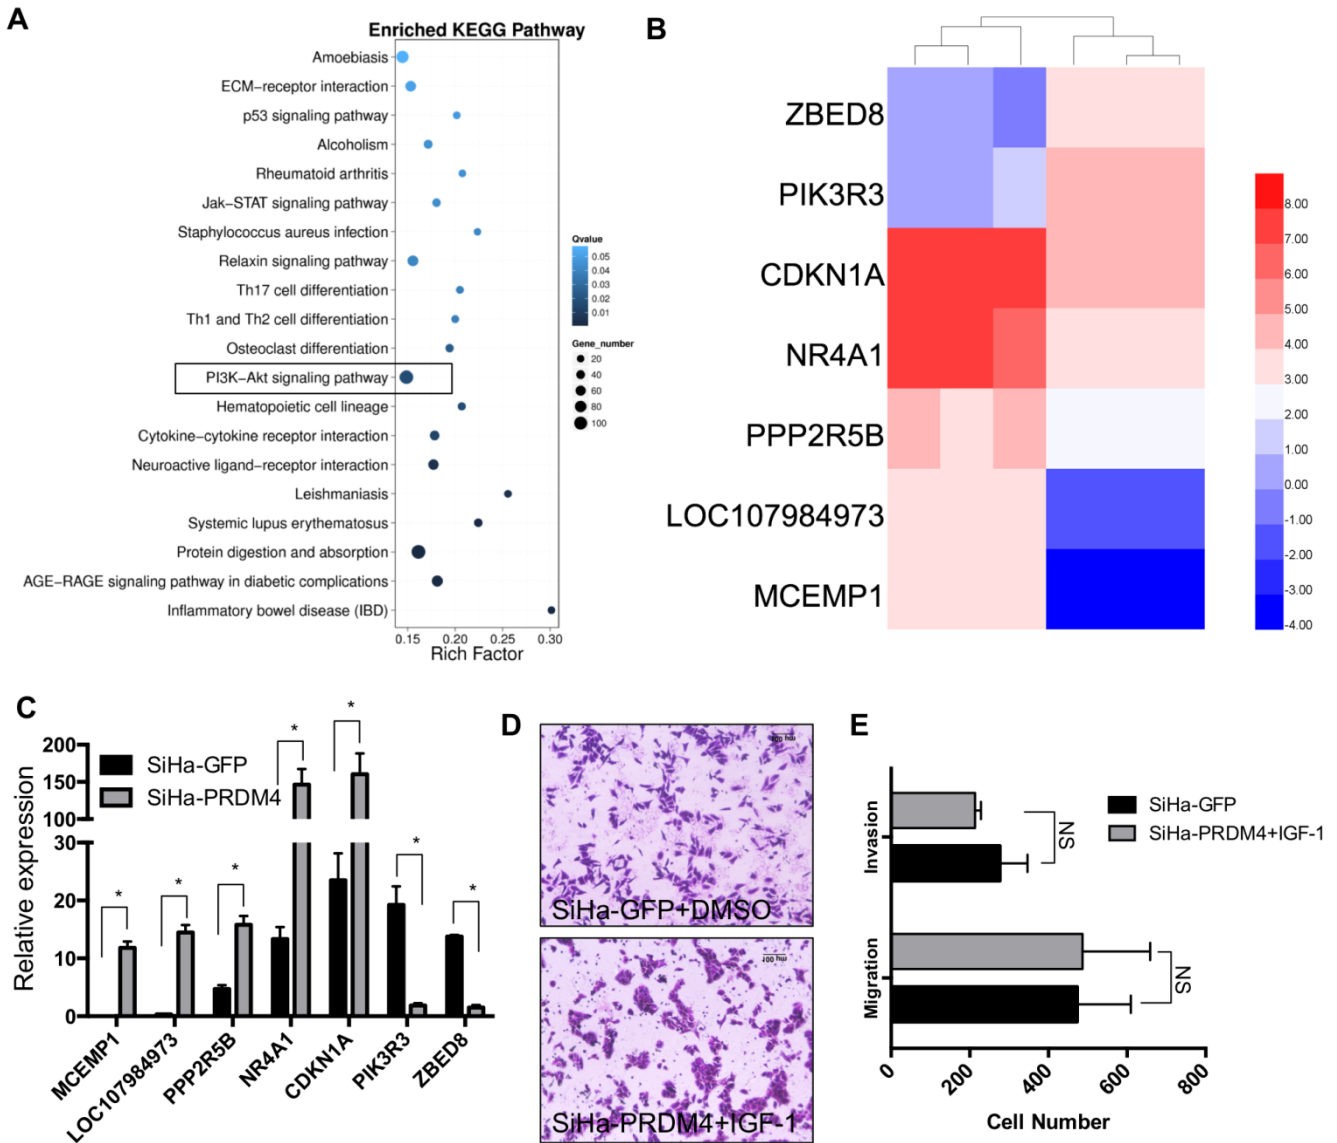 A
Enriched KEGG Pathway
Amoebiasis
ECM−receptor interaction
p53 signaling pathway
Alcoholism
Rheumatoid arthritis
Jak−STAT signaling pathway
Staphylococcus aureus infection
Relaxin signaling pathway
Th17 cell differentiation
Th1 and Th2 cell differentiation
Osteoclast differentiation
PI3K−Akt signaling pathway
Hematopoietic cell lineage
Cytokine−cytokine receptor interaction
Neuroactive ligand−receptor interaction
Leishmaniasis
Systemic lupus erythematosus
Protein digestion and absorption
AGE−RAGE signaling pathway in diabetic complications
Inflammatory bowel disease (IBD)
0.15 0.20 0.25 0.30
Rich Factor
Qvalue
0.05
0.04
0.03
0.02
0.01
Gene_number
20
40
60
80
100
B
ZBED8
PIK3R3
CDKN1A
NR4A1
PPP2R5B
LOC107984973
MCEMP1
8.00
7.00
6.00
5.00
4.00
3.00
2.00
1.00
0.00
-1.00
-2.00
-3.00
-4.00
C
Relative expression
200
150
100
30
20
10
0
SiHa-GFP
SiHa-PRDM4
* * * * * * *
MCEMP1
LOC107984973
PPP2R5B
NR4A1
CDKN1A
PIK3R3
ZBED8
D
100 um
SiHa-GFP+DMSO
100 um
SiHa-PRDM4+IGF-1
E
Invasion
Migration
NS
NS
SiHa-GFP
SiHa-PRDM4+IGF-1
0 200 400 600 800
Cell Number